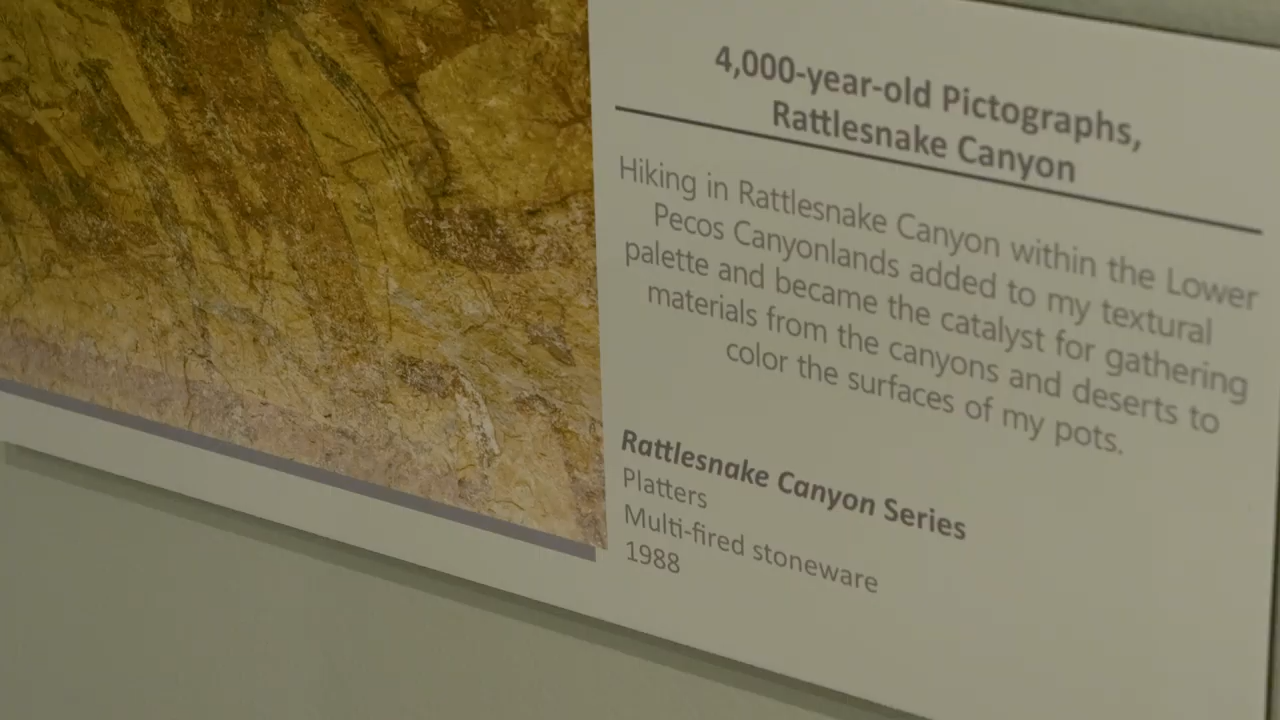 4,000-year-old Pictographs,
Rattlesnake Canyon
Hiking in Rattlesnake Canyon within the Lower
Pecos Canyonlands added to my textural
palette and became the catalyst for gathering
materials from the canyons and deserts to
color the surfaces of my pots.
Rattlesnake Canyon Series
Platters
Multi-fired stoneware
1988